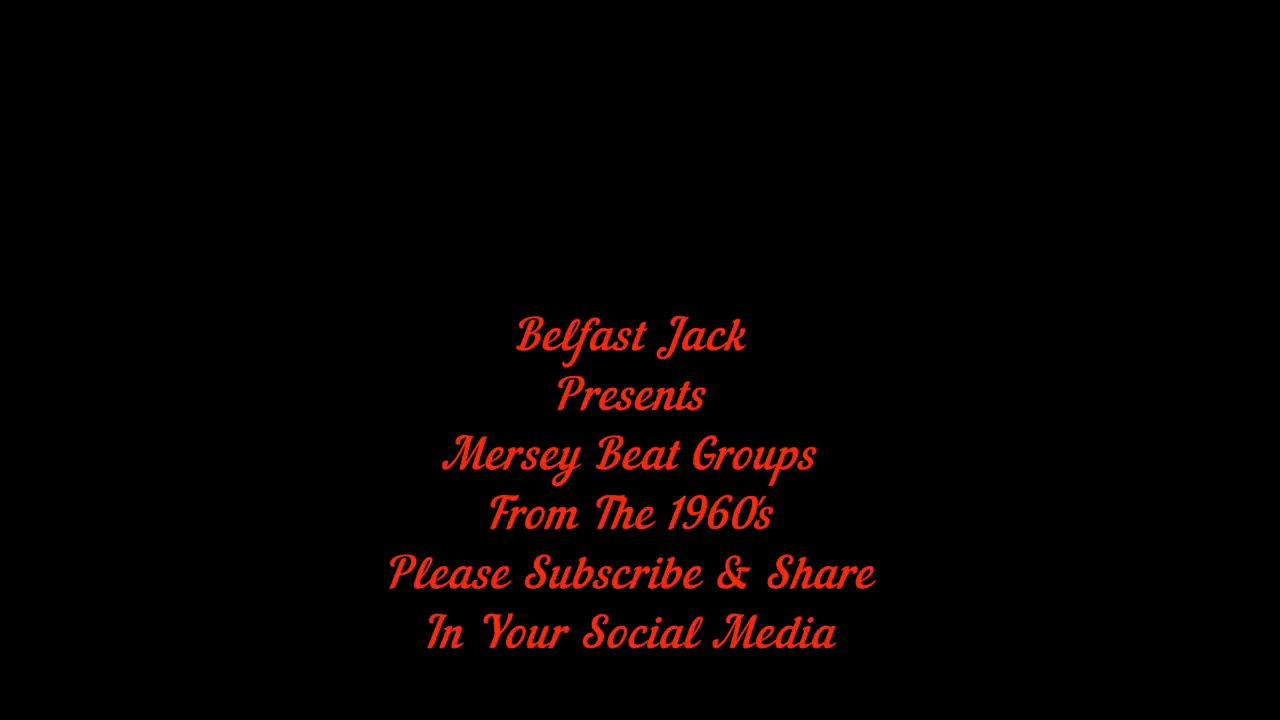 Belfast Jack
Presents
Mersey Beat Groups
From The 1960's
Please Subscribe & Share
In Your Social Media